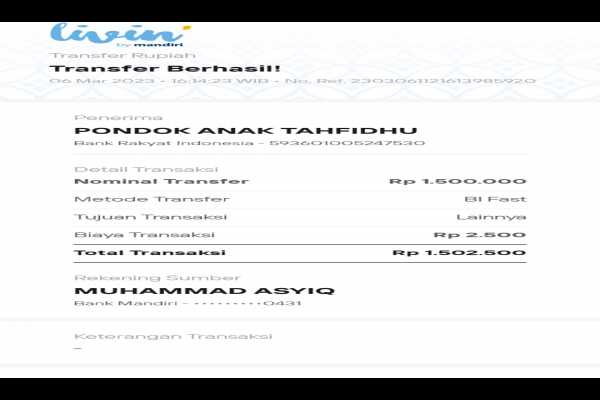 livin'
by mandiri
Transfer Rupiah
Transfer Berhasil!
06 Mar 2023 • 16:14:23 WIB • No. Ref. 2303061121613985920
Penerima
PONDOK ANAK TAHFIDHU
Bank Rakyat Indonesia - 593601005247530
Detail Transaksi
Nominal Transfer Rp 1.500.000
Metode Transfer BI Fast
Tujuan Transaksi Lainnya
Biaya Transaksi Rp 2.500
Total Transaksi Rp 1.502.500
Rekening Sumber
MUHAMMAD ASYIQ
Bank Mandiri - •••••••••0431
Keterangan Transaksi
-